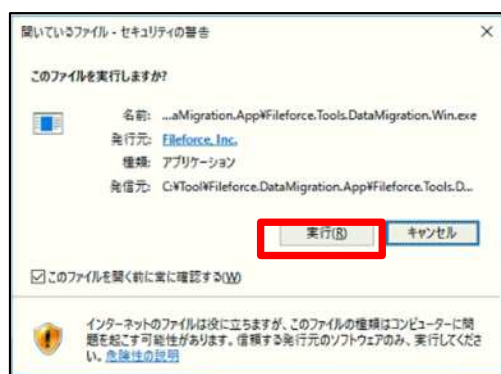 開いているファイル - セキュリティの警告
このファイルを実行しますか?
名前: ...aMigration.App¥Fileforce.Tools.DataMigration.Win.exe
発行元: Fileforce, Inc.
種類: アプリケーション
発信元: C:¥Tool¥Fileforce.DataMigration.App¥Fileforce.Tools.D...
実行(R) キャンセル
このファイルを開く前に常に確認する(W)
インターネットのファイルは役に立ちますが、このファイルの種類はコンピューターに問
題を起こす可能性があります。信頼する発行元のソフトウェアのみ、実行してくださ
い。危険性の説明